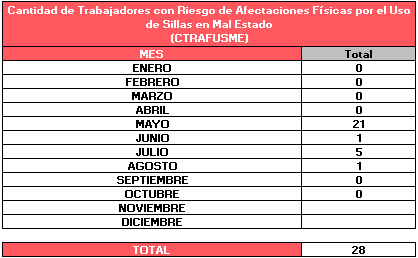 Cantidad de Trabajadores con Riesgo de Afectaciones Físicas por el Uso
de Sillas en Mal Estado
(CTRAFUSME)
MES Total
ENERO 0
FEBRERO 0
MARZO 0
ABRIL 0
MAYO 21
JUNIO 1
JULIO 5
AGOSTO 1
SEPTIEMBRE 0
OCTUBRE 0
NOVIEMBRE
DICIEMBRE
TOTAL 28